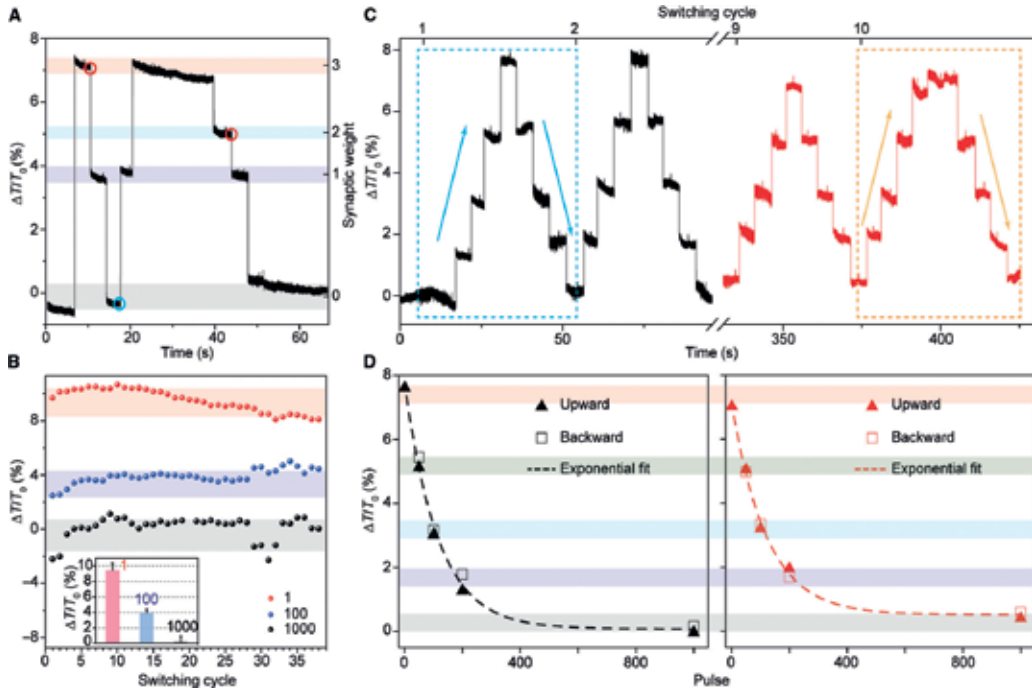 A
8
6
4
2
0
ΔT/T₀ (%)
0
20
40
60
Time (s)
3
2
1
0
Synaptic weight
C
Switching cycle
1
2
9
10
8
6
4
2
0
ΔT/T₀ (%)
0
50
350
400
Time (s)
B
8
4
0
−4
−8
ΔT/T₀ (%)
0
5
10
15
20
25
30
35
Switching cycle
10
8
6
4
2
0
ΔT/T₀ (%)
1
100
1000
1
100
1000
D
8
6
4
2
0
ΔT/T₀ (%)
Upward
Backward
Exponential fit
Upward
Backward
Exponential fit
0
400
800
0
400
800
Pulse